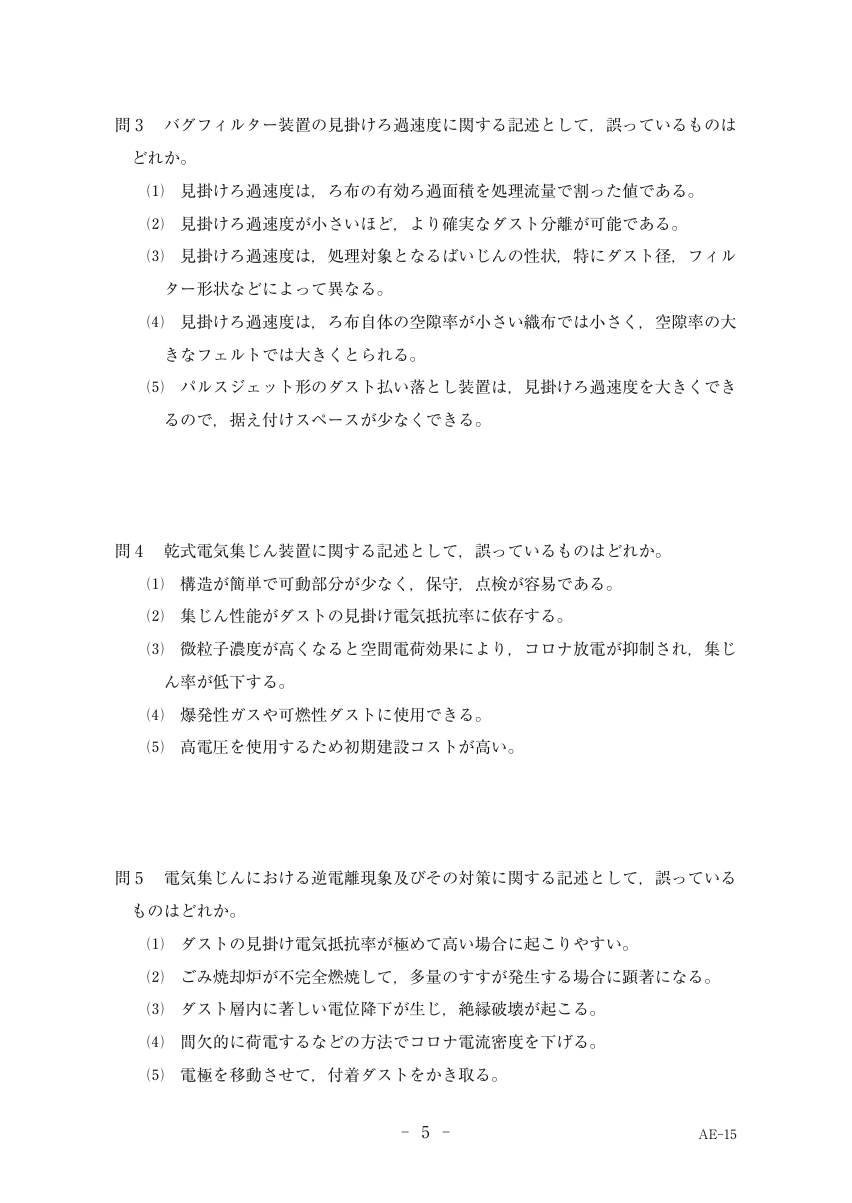 問3 バグフィルター装置の見掛けろ過速度に関する記述として，誤っているものは
どれか。
(1) 見掛けろ過速度は，ろ布の有効ろ過面積を処理流量で割った値である。
(2) 見掛けろ過速度が小さいほど，より確実なダスト分離が可能である。
(3) 見掛けろ過速度は，処理対象となるばいじんの性状，特にダスト径，フィル
ター形状などによって異なる。
(4) 見掛けろ過速度は，ろ布自体の空隙率が小さい織布では小さく，空隙率の大
きなフェルトでは大きくとられる。
(5) パルスジェット形のダスト払い落とし装置は，見掛けろ過速度を大きくでき
るので，据え付けスペースが少なくできる。
問4 乾式電気集じん装置に関する記述として，誤っているものはどれか。
(1) 構造が簡単で可動部分が少なく，保守，点検が容易である。
(2) 集じん性能がダストの見掛け電気抵抗率に依存する。
(3) 微粒子濃度が高くなると空間電荷効果により，コロナ放電が抑制され，集じ
ん率が低下する。
(4) 爆発性ガスや可燃性ダストに使用できる。
(5) 高電圧を使用するため初期建設コストが高い。
問5 電気集じんにおける逆電離現象及びその対策に関する記述として，誤っている
ものはどれか。
(1) ダストの見掛け電気抵抗率が極めて高い場合に起こりやすい。
(2) ごみ焼却炉が不完全燃焼して，多量のすすが発生する場合に顕著になる。
(3) ダスト層内に著しい電位降下が生じ，絶縁破壊が起こる。
(4) 間欠的に荷電するなどの方法でコロナ電流密度を下げる。
(5) 電極を移動させて，付着ダストをかき取る。
- 5 -
AE-15